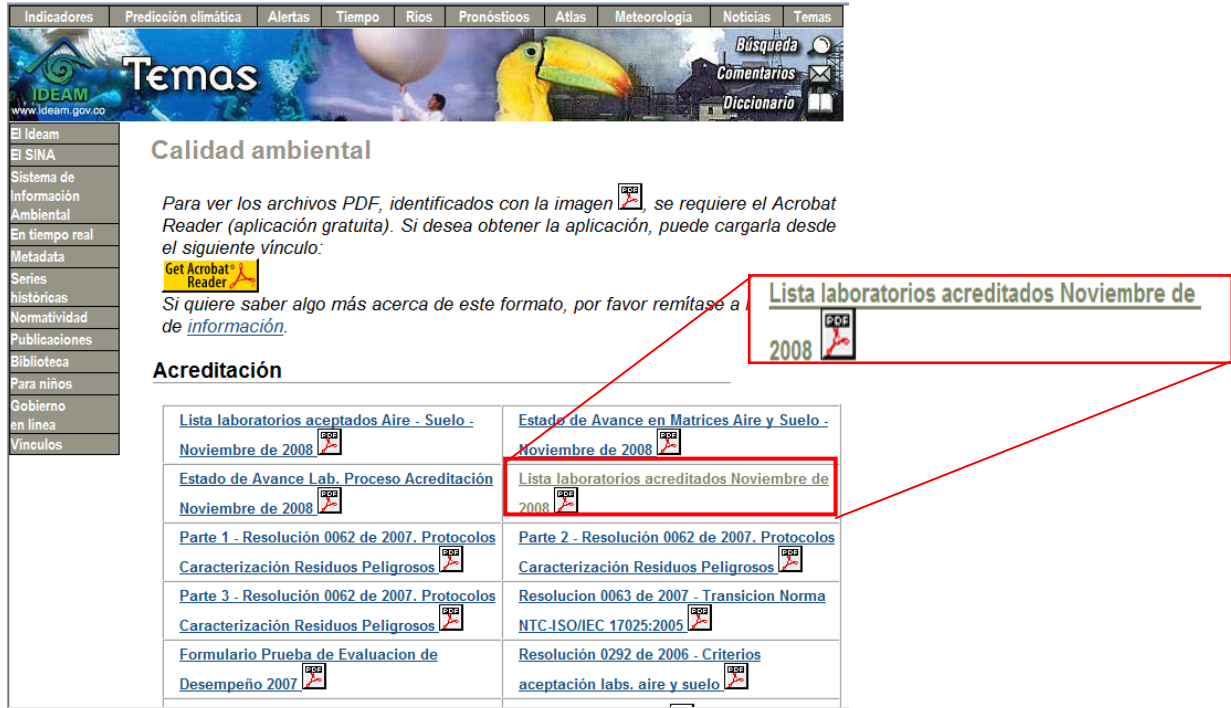 Indicadores Predicción climática Alertas Tiempo Ríos Pronósticos Atlas Meteorología Noticias Temas
IDEAM
www.ideam.gov.co
Temas
Búsqueda
Comentarios
Diccionario
El Ideam
El SINA
Sistema de
Información
Ambiental
En tiempo real
Metadata
Series
históricas
Normatividad
Publicaciones
Biblioteca
Para niños
Gobierno
en línea
Vínculos
Calidad ambiental
Para ver los archivos PDF, identificados con la imagen PDF, se requiere el Acrobat
Reader (aplicación gratuita). Si desea obtener la aplicación, puede cargarla desde
el siguiente vínculo:
Get Acrobat®
Reader
Si quiere saber algo más acerca de este formato, por favor remítase a
de información.
Acreditación
Lista laboratorios aceptados Aire - Suelo -
Noviembre de 2008 PDF
Estado de Avance en Matrices Aire y Suelo -
Noviembre de 2008 PDF
Estado de Avance Lab. Proceso Acreditación
Noviembre de 2008 PDF
Lista laboratorios acreditados Noviembre de
2008 PDF
Parte 1 - Resolución 0062 de 2007. Protocolos
Caracterización Residuos Peligrosos PDF
Parte 2 - Resolución 0062 de 2007. Protocolos
Caracterización Residuos Peligrosos PDF
Parte 3 - Resolución 0062 de 2007. Protocolos
Caracterización Residuos Peligrosos PDF
Resolucion 0063 de 2007 - Transicion Norma
NTC-ISO/IEC 17025:2005 PDF
Formulario Prueba de Evaluacion de
Desempeño 2007 PDF
Resolución 0292 de 2006 - Criterios
aceptación labs. aire y suelo PDF
Lista laboratorios acreditados Noviembre de
2008 PDF